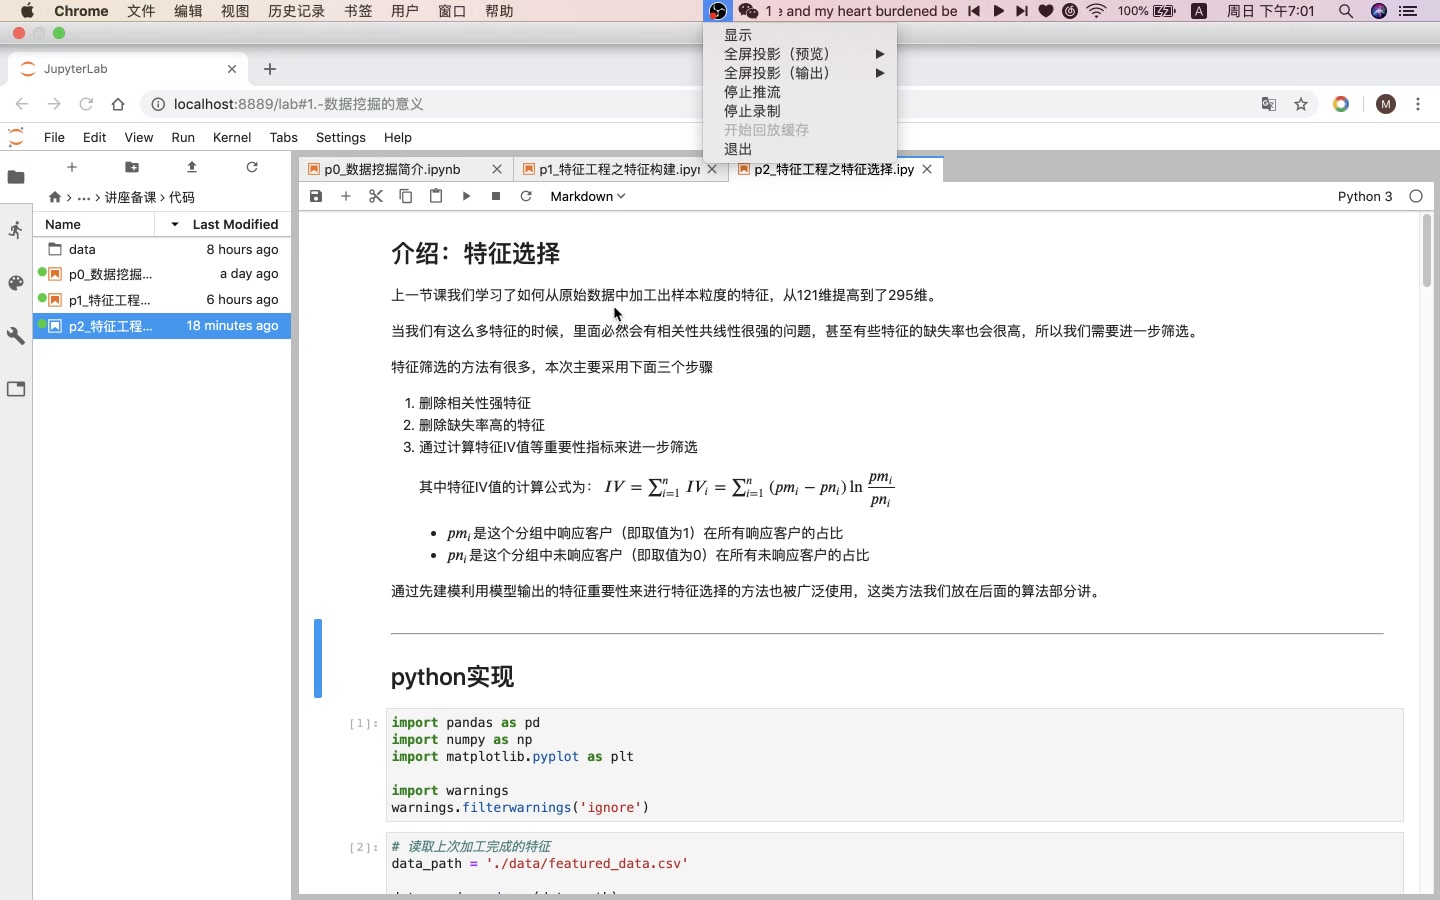 Chrome 文件 编辑 视图 历史记录 书签 用户 窗口 帮助 1 e and my heart burdened be 100% A 周日 下午7:01
显示
全屏投影（预览）
全屏投影（输出）
停止推流
停止录制
开始回放缓存
退出
JupyterLab
localhost:8889/lab#1.-数据挖掘的意义 M
File Edit View Run Kernel Tabs Settings Help
p0_数据挖掘简介.ipynb p1_特征工程之特征构建.ipyn p2_特征工程之特征选择.ipy
Markdown Python 3
… 讲座备课 代码
Name Last Modified
data 8 hours ago
p0_数据挖掘... a day ago
p1_特征工程... 6 hours ago
p2_特征工程... 18 minutes ago
介绍：特征选择
上一节课我们学习了如何从原始数据中加工出样本粒度的特征，从121维提高到了295维。
当我们有这么多特征的时候，里面必然会有相关性共线性很强的问题，甚至有些特征的缺失率也会很高，所以我们需要进一步筛选。
特征筛选的方法有很多，本次主要采用下面三个步骤
1. 删除相关性强特征
2. 删除缺失率高的特征
3. 通过计算特征IV值等重要性指标来进一步筛选
其中特征IV值的计算公式为： IV = ∑ⁿᵢ₌₁ IVᵢ = ∑ⁿᵢ₌₁ (pmᵢ − pnᵢ) ln pmᵢ/pnᵢ
• pmᵢ是这个分组中响应客户（即取值为1）在所有响应客户的占比
• pnᵢ是这个分组中未响应客户（即取值为0）在所有未响应客户的占比
通过先建模利用模型输出的特征重要性来进行特征选择的方法也被广泛使用，这类方法我们放在后面的算法部分讲。
python实现
[1]: import pandas as pd
import numpy as np
import matplotlib.pyplot as plt
import warnings
warnings.filterwarnings('ignore')
[2]: # 读取上次加工完成的特征
data_path = './data/featured_data.csv'